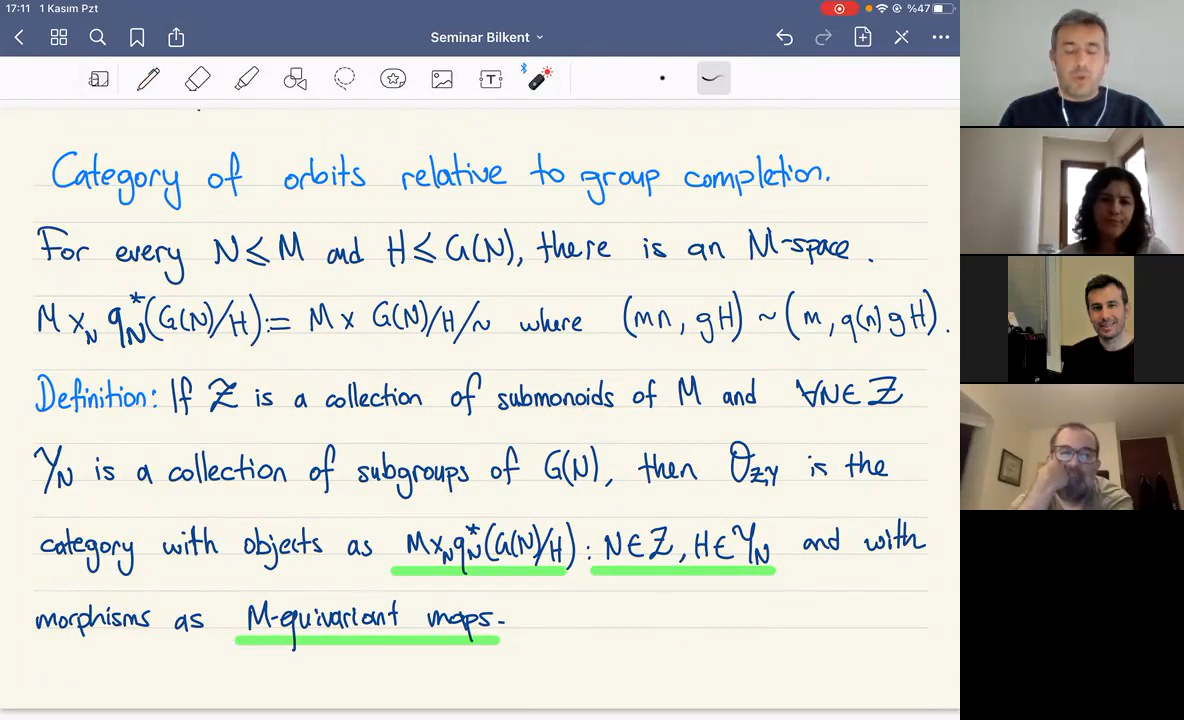 17:11 1 Kasım Pzt
%47
Seminar Bilkent
T
Category of orbits relative to group completion.
For every N ≤ M and H ≤ G(N), there is an M-space.
M ×_N q_N^*(G(N)/H) := M × G(N)/H/~ where (mn, gH) ~ (m, q(n)gH).
Definition: If Z is a collection of submonoids of M and ∀N∈Z
Y_N is a collection of subgroups of G(N), then O_{Z,Y} is the
category with objects as M×_N q_N^*(G(N)/H) : N∈Z, H∈Y_N and with
morphisms as M-equivariant maps.